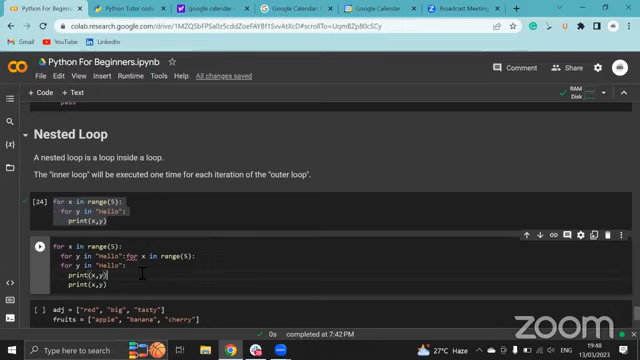 Python For Beginners.ipynb
Python Tutor code
google calendar
Google Calendar
Google Calendar
Broadcast Meeting
colab.research.google.com/drive/
Gmail
YouTube
LinkedIn
Python For Beginners.ipynb
Comment
Share
File Edit View Insert Runtime Tools Help All changes saved
+ Code + Text
RAM
Disk
pass
Nested Loop
A nested loop is a loop inside a loop.
The "inner loop" will be executed one time for each iteration of the "outer loop".
[24] for x in range(5):
for y in "Hello":
print(x,y)
for x in range(5):
for y in "Hello":for x in range(5):
for y in "Hello":
print(x,y)
print(x,y)
[ ] adj = ["red", "big", "tasty"]
fruits = ["apple", "banana", "cherry"]
0s completed at 7:42 PM
zoom
Type here to search
27°C Haze
19:48
13/03/2023